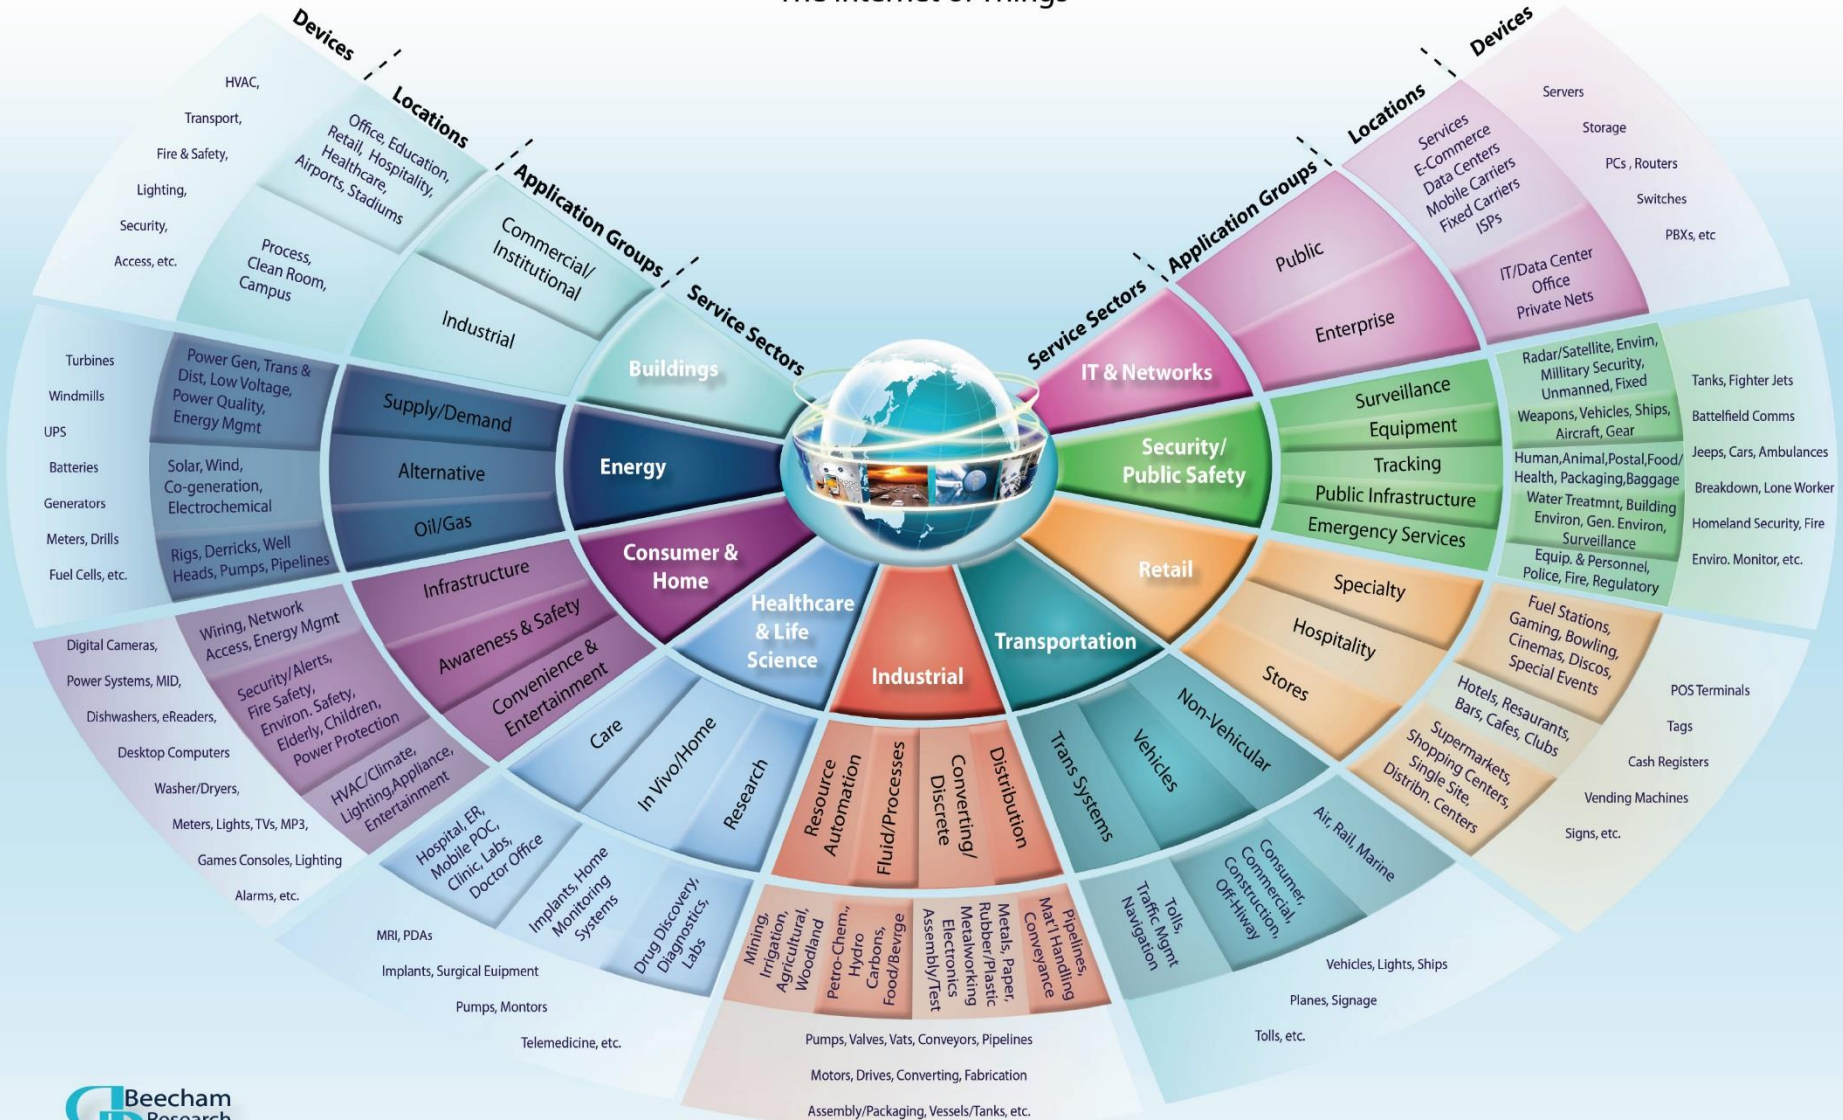 The Internet of Things
Devices
Locations
Application Groups
Service Sectors
HVAC,
Transport,
Fire & Safety,
Lighting,
Security,
Access, etc.
Office, Education,
Retail, Hospitality,
Healthcare,
Airports, Stadiums
Process,
Clean Room,
Campus
Commercial/
Institutional
Industrial
Buildings
Turbines
Windmills
UPS
Batteries
Generators
Meters, Drills
Fuel Cells, etc.
Power Gen, Trans &
Dist, Low Voltage,
Power Quality,
Energy Mgmt
Solar, Wind,
Co-generation,
Electrochemical
Rigs, Derricks, Well
Heads, Pumps, Pipelines
Supply/Demand
Alternative
Oil/Gas
Energy
Digital Cameras,
Power Systems, MID,
Dishwashers, eReaders,
Desktop Computers
Washer/Dryers,
Meters, Lights, TVs, MP3,
Games Consoles, Lighting
Alarms, etc.
Wiring, Network
Access, Energy Mgmt
Security/Alerts,
Fire Safety,
Environ. Safety,
Elderly, Children,
Power Protection
HVAC/Climate,
Lighting,Appliance,
Entertainment
Infrastructure
Awareness & Safety
Convenience &
Entertainment
Consumer &
Home
MRI, PDAs
Implants, Surgical Euipment
Pumps, Montors
Telemedicine, etc.
Hospital, ER,
Mobile POC,
Clinic, Labs,
Doctor Office
Implants, Home
Monitoring
Systems
Drug Discovery,
Diagnostics,
Labs
Care
In Vivo/Home
Research
Healthcare
& Life
Science
Industrial
Resource
Automation
Fluid/Processes
Converting/
Discrete
Distribution
Mining,
Irrigation,
Agricultural,
Woodland
Petro-Chem.,
Hydro
Carbons,
Food/Bevrge
Metals, Paper,
Rubber/Plastic
Metalworking
Electronics
Assembly/Test
Pipelines,
Mat'l Handling
Conveyance
Pumps, Valves, Vats, Conveyors, Pipelines
Motors, Drives, Converting, Fabrication
Assembly/Packaging, Vessels/Tanks, etc.
Transportation
Trans Systems
Vehicles
Non-Vehicular
Tolls,
Traffic Mgmt
Navigation
Consumer,
Commercial,
Construction,
Off-Hiway
Air, Rail, Marine
Vehicles, Lights, Ships
Planes, Signage
Tolls, etc.
Retail
Specialty
Hospitality
Stores
Fuel Stations,
Gaming, Bowling,
Cinemas, Discos,
Special Events
Hotels, Resaurants,
Bars, Cafes, Clubs
Supermarkets,
Shopping Centers,
Single Site,
Distribn. Centers
POS Terminals
Tags
Cash Registers
Vending Machines
Signs, etc.
Security/
Public Safety
Surveillance
Equipment
Tracking
Public Infrastructure
Emergency Services
Radar/Satellite, Envim,
Millitary Security,
Unmanned, Fixed
Weapons, Vehicles, Ships,
Aircraft, Gear
Human,Animal,Postal,Food/
Health, Packaging,Baggage
Water Treatmnt, Building
Environ, Gen. Environ,
Surveillance
Equip. & Personnel,
Police, Fire, Regulatory
Tanks, Fighter Jets
Battelfield Comms
Jeeps, Cars, Ambulances
Breakdown, Lone Worker
Homeland Security, Fire
Enviro. Monitor, etc.
IT & Networks
Public
Enterprise
Services
E-Commerce
Data Centers
Mobile Carriers
Fixed Carriers
ISPs
IT/Data Center
Office
Private Nets
Servers
Storage
PCs , Routers
Switches
PBXs, etc
Service Sectors
Application Groups
Locations
Devices
Beecham
Research